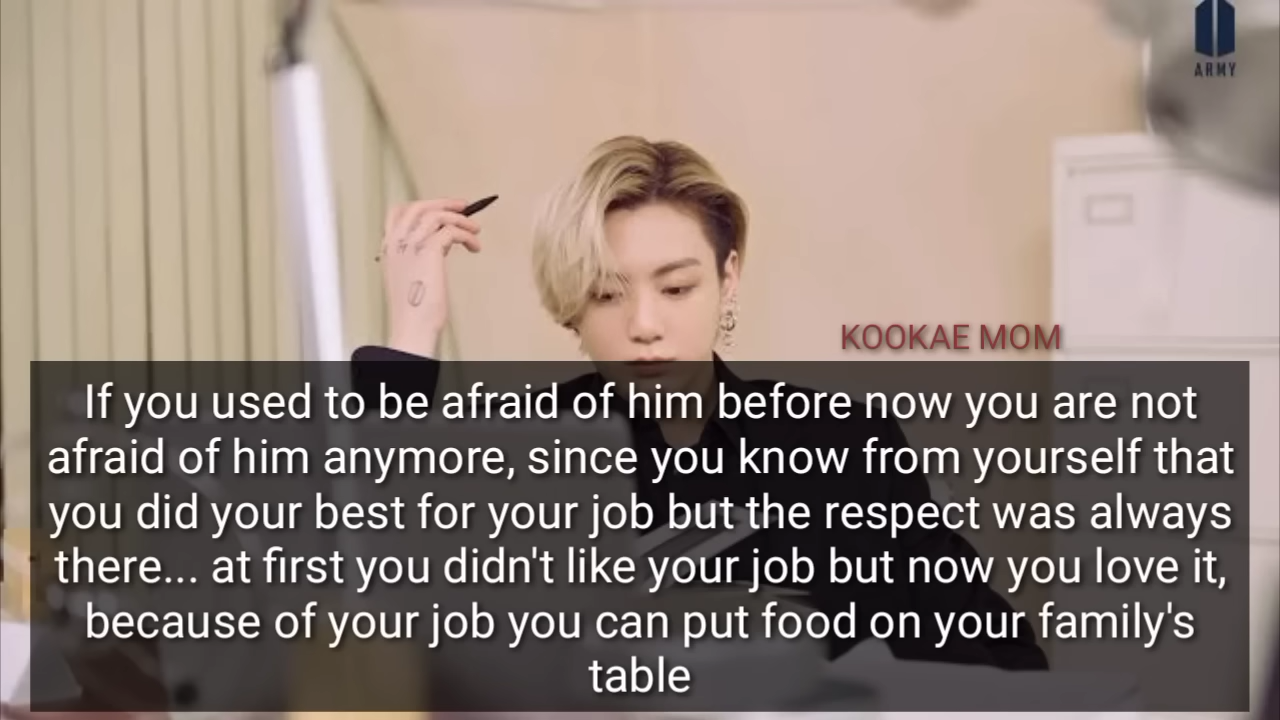 ARMY
KOOKAE MOM
If you used to be afraid of him before now you are not
afraid of him anymore, since you know from yourself that
you did your best for your job but the respect was always
there... at first you didn't like your job but now you love it,
because of your job you can put food on your family's
table